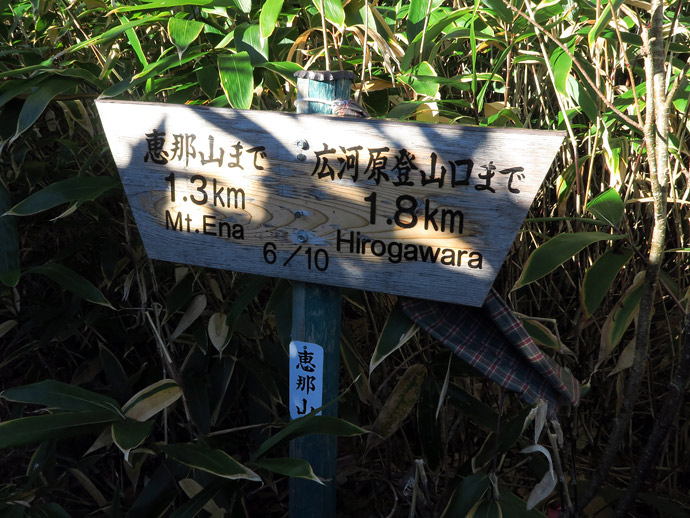 恵那山まで
1.3km
Mt.Ena
広河原登山口まで
1.8km
Hirogawara
6/10
恵那山